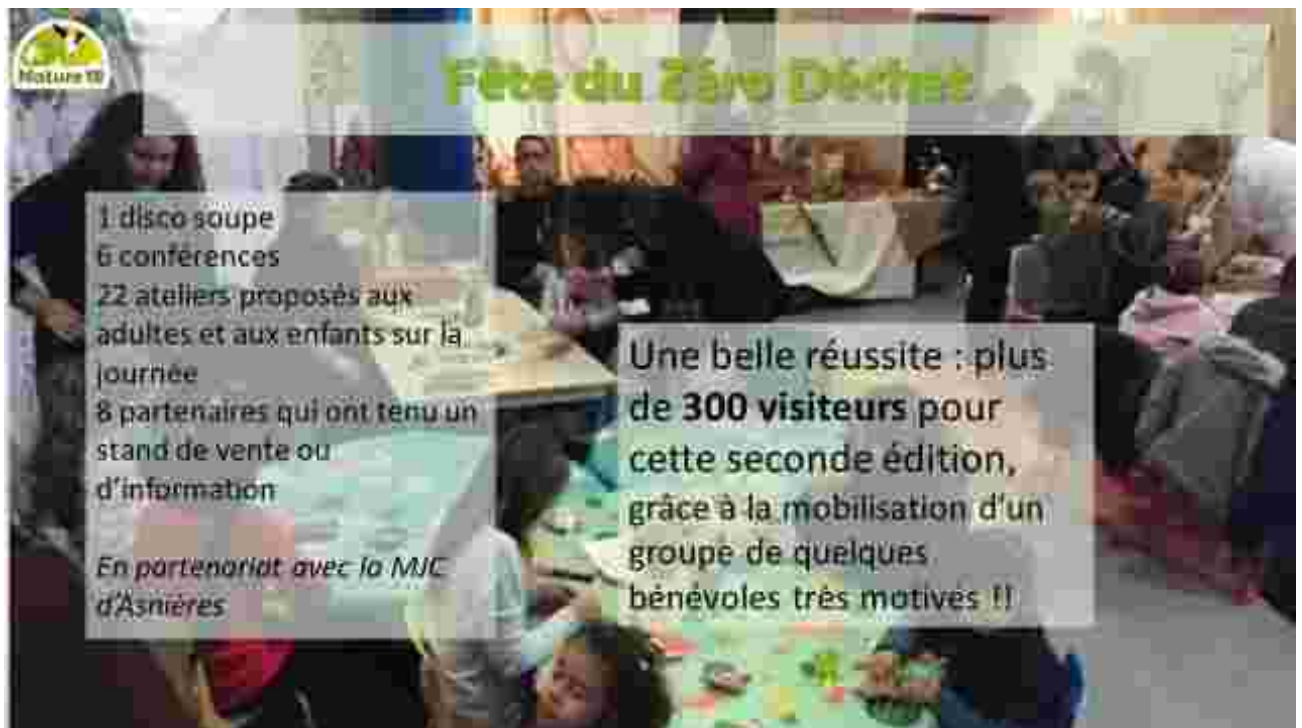 Nature 18
Fête du Zéro Déchet
1 disco soupe
6 conférences
22 ateliers proposés aux
adultes et aux enfants sur la
journée
8 partenaires qui ont tenu un
stand de vente ou
d'information
En partenariat avec la MJC
d'Asnières
Une belle réussite : plus
de 300 visiteurs pour
cette seconde édition,
grâce à la mobilisation d'un
groupe de quelques
bénévoles très motivés !!